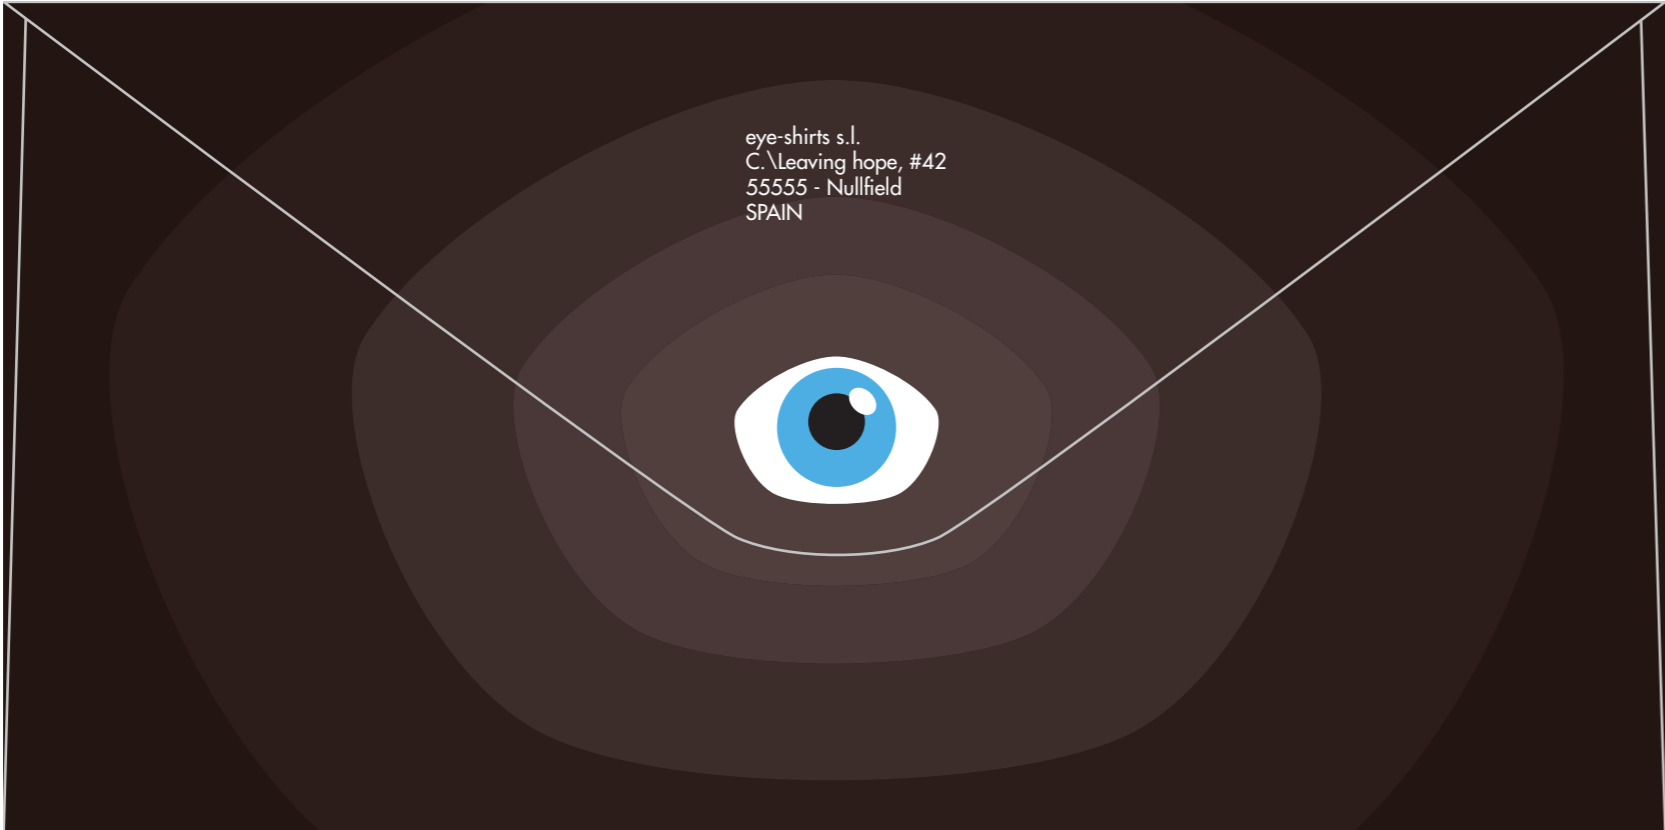 eye-shirts s.l.
C.\Leaving hope, #42
55555 - Nullfield
SPAIN